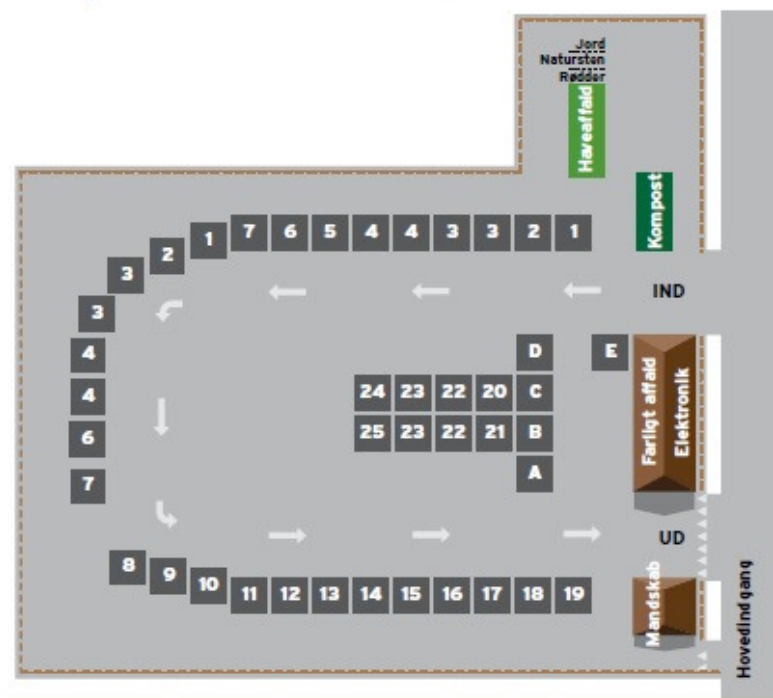 Jord
Natursten
Rødder
Haveaffald
Kompost
1 7 6 5 4 4 3 3 2 1
2
3
3
IND
4
4
6
7
D E
24 23 22 20 C
25 23 22 21 B
A
Farligt affald
Elektronik
UD
8 9 10 11 12 13 14 15 16 17 18 19
Mandskab
Hovedindgang